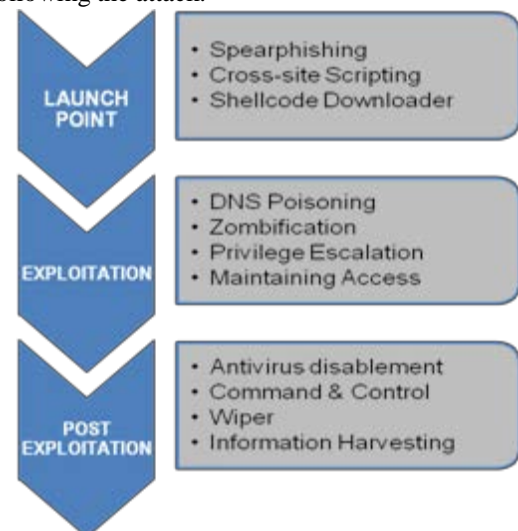 following the attack.
LAUNCH
POINT
• Spearphishing
• Cross-site Scripting
• Shellcode Downloader
EXPLOITATION
• DNS Poisoning
• Zombification
• Privilege Escalation
• Maintaining Access
POST
EXPLOITATION
• Antivirus disablement
• Command & Control
• Wiper
• Information Harvesting